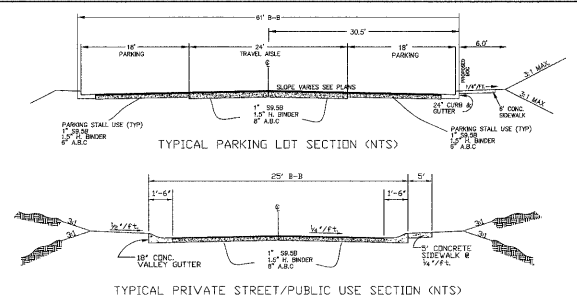 61' B-B
30.5'
18'
PARKING
24'
TRAVEL AISLE
18'
PARKING
6.0'
PROPOSED
3:1 MAX
1/4"/FT.
3:1 MAX
℄
SLOPE VARIES SEE PLANS
PARKING STALL USE (TYP)
1" S9.5B
1.5" H. BINDER
6" A.B.C
1" S9.5B
1.5" H. BINDER
8" A.B.C
24" CURB &
GUTTER
6' CONC.
SIDEWALK
PARKING STALL USE (TYP)
1" S9.5B
1.5" H. BINDER
6" A.B.C
TYPICAL PARKING LOT SECTION (NTS)
25' B-B
1'-6"
1'-6"
5'
℄
3:1
3:1
1/2"/ft.
1/4"/ft.
3:1
3:1
18" CONC.
VALLEY GUTTER
1" S9.5B
1.5" H. BINDER
8" A.B.C
5' CONCRETE
SIDEWALK @
1/4"/ft.
TYPICAL PRIVATE STREET/PUBLIC USE SECTION (NTS)